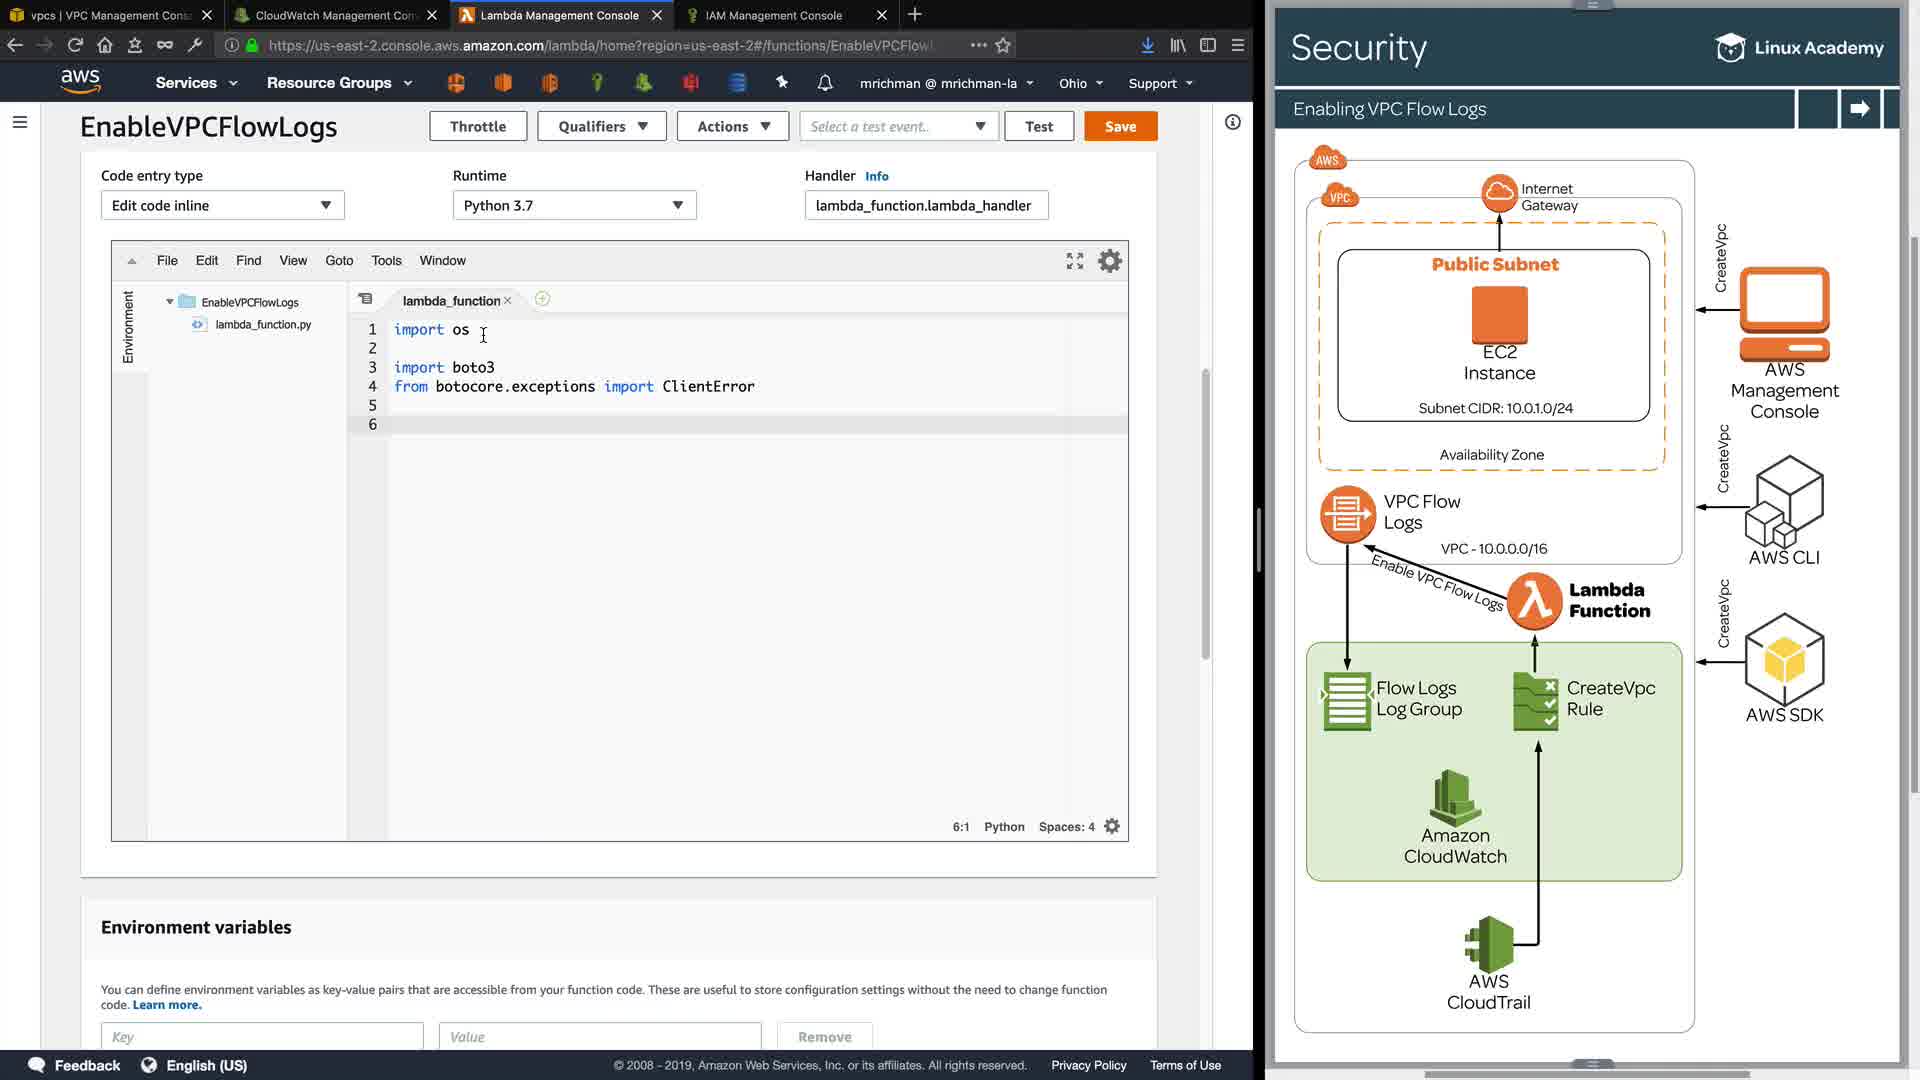 vpcs | VPC Management Cons
CloudWatch Management Con
Lambda Management Console
IAM Management Console
https://us-east-2.console.aws.amazon.com/lambda/home?region=us-east-2#/functions/EnableVPCFlowL
aws
Services
Resource Groups
mrichman @ mrichman-la
Ohio
Support
EnableVPCFlowLogs
Throttle
Qualifiers
Actions
Select a test event..
Test
Save
Code entry type
Runtime
Handler Info
Edit code inline
Python 3.7
lambda_function.lambda_handler
File
Edit
Find
View
Goto
Tools
Window
Environment
EnableVPCFlowLogs
lambda_function.py
lambda_function
1 import os
2
3 import boto3
4 from botocore.exceptions import ClientError
5
6
6:1 Python Spaces: 4
Environment variables
You can define environment variables as key-value pairs that are accessible from your function code. These are useful to store configuration settings without the need to change function
code. Learn more.
Key
Value
Remove
Feedback
English (US)
© 2008 - 2019, Amazon Web Services, Inc. or its affiliates. All rights reserved.
Privacy Policy
Terms of Use
Security
Linux Academy
Enabling VPC Flow Logs
AWS
VPC
Internet
Gateway
Public Subnet
EC2
Instance
Subnet CIDR: 10.0.1.0/24
Availability Zone
VPC Flow
Logs
VPC - 10.0.0.0/16
Enable VPC Flow Logs
Lambda
Function
Flow Logs
Log Group
CreateVpc
Rule
Amazon
CloudWatch
AWS
CloudTrail
CreateVpc
AWS
Management
Console
CreateVpc
AWS CLI
CreateVpc
AWS SDK